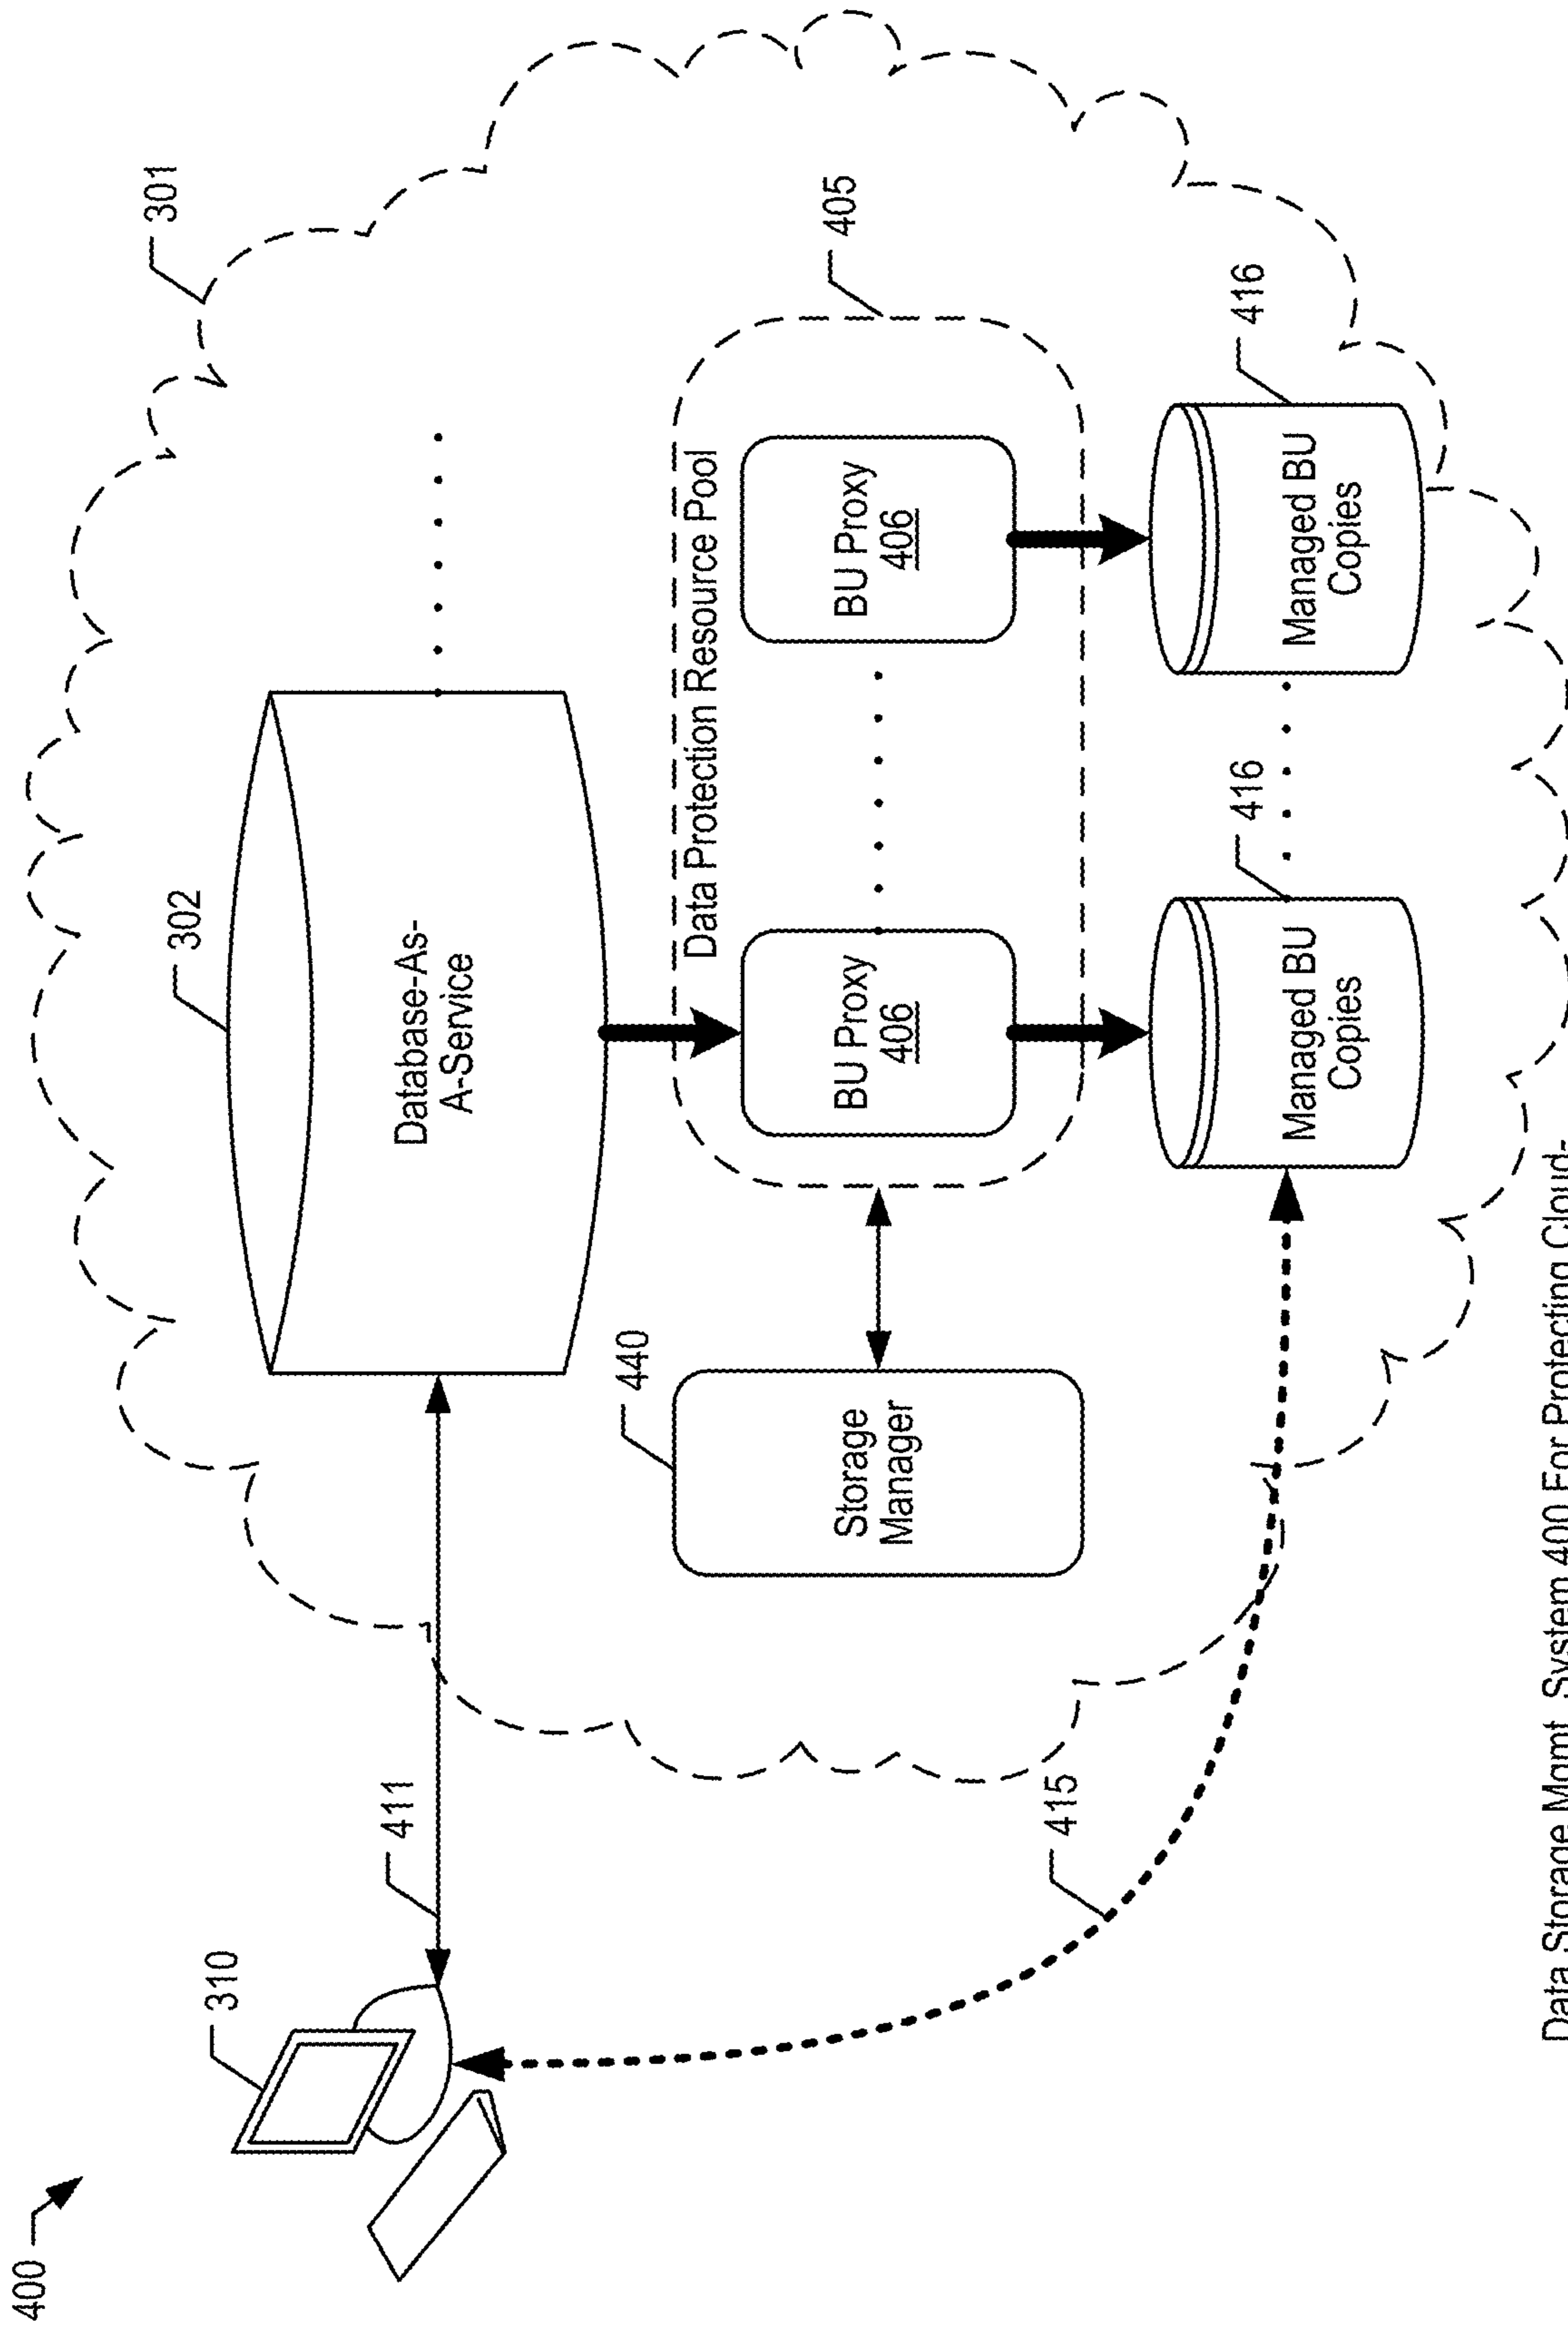 400
310
411
301
302
Database-As-
A-Service
440
Storage
Manager
Data Protection Resource Pool
405
BU Proxy
406
BU Proxy
406
415
416
Managed BU
Copies
416
Managed BU
Copies
Data Storage Mgmt. System 400 For Protecting Cloud-